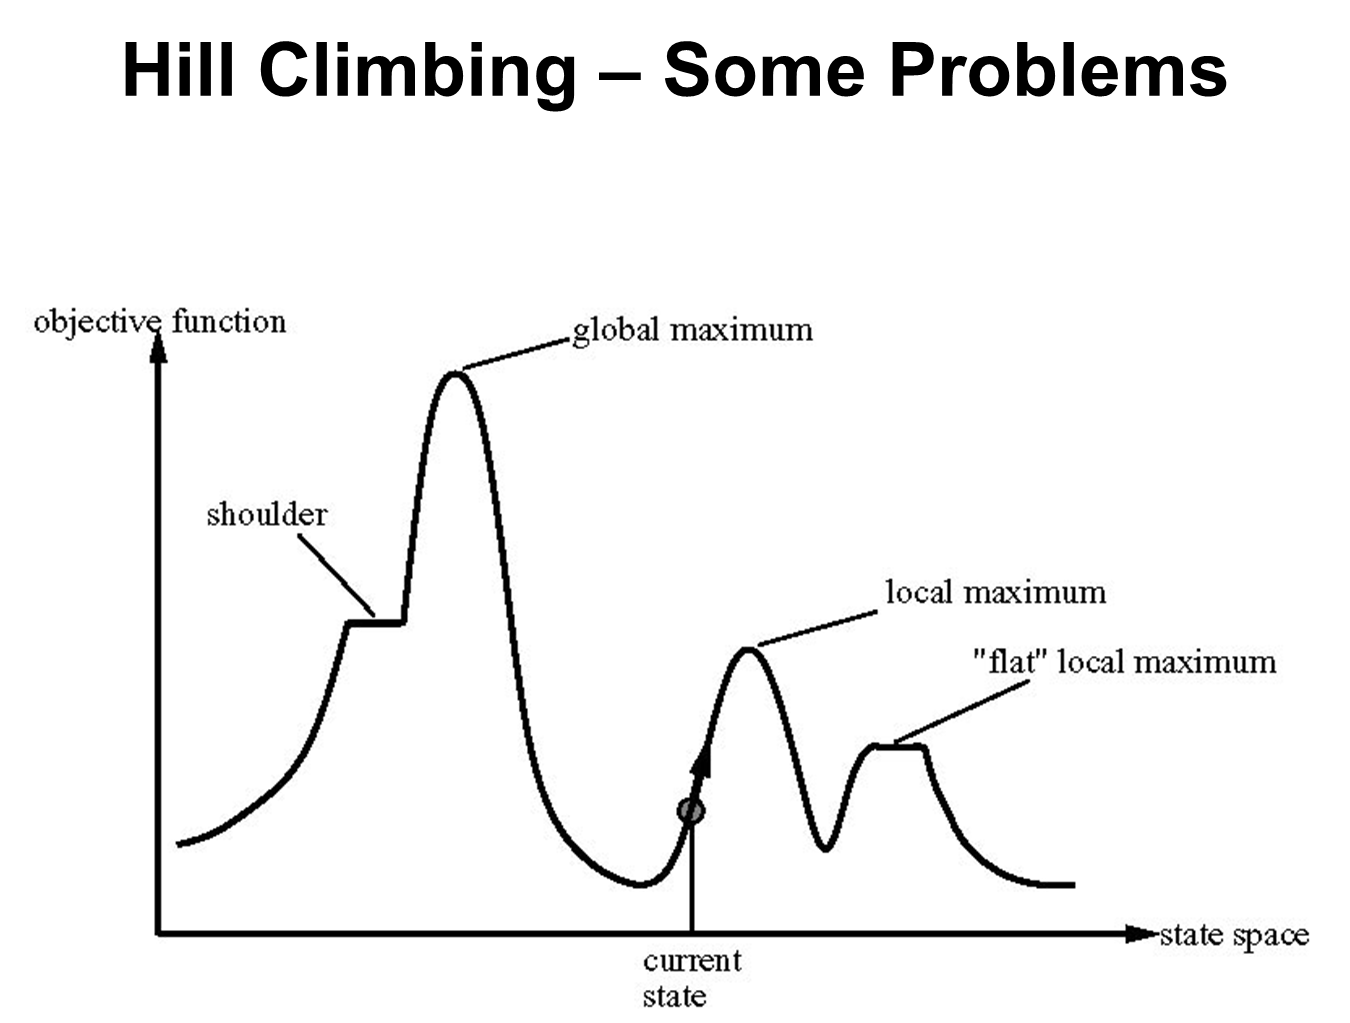 Hill Climbing – Some Problems
objective function
global maximum
shoulder
local maximum
"flat" local maximum
state space
current
state